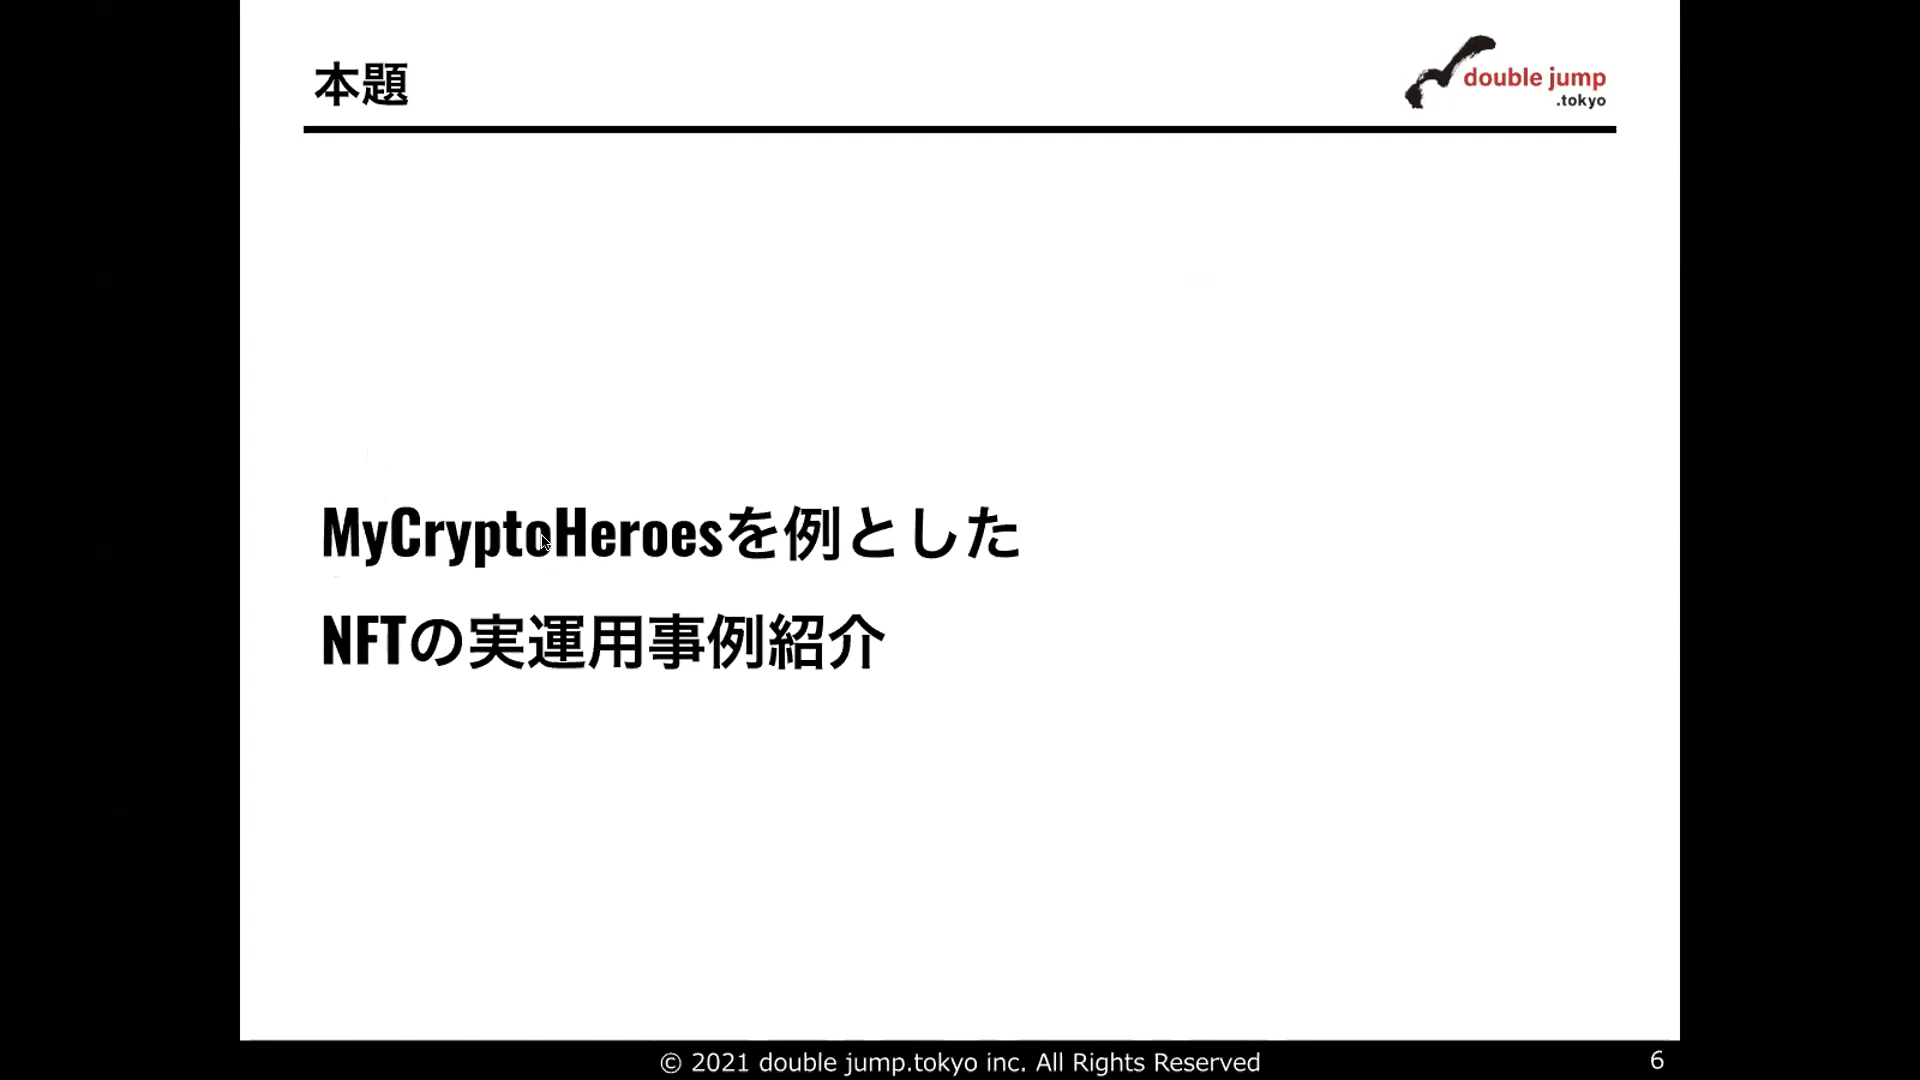 本題
double jump
.tokyo
MyCryptoHeroesを例とした
NFTの実運用事例紹介
© 2021 double jump.tokyo inc. All Rights Reserved
6